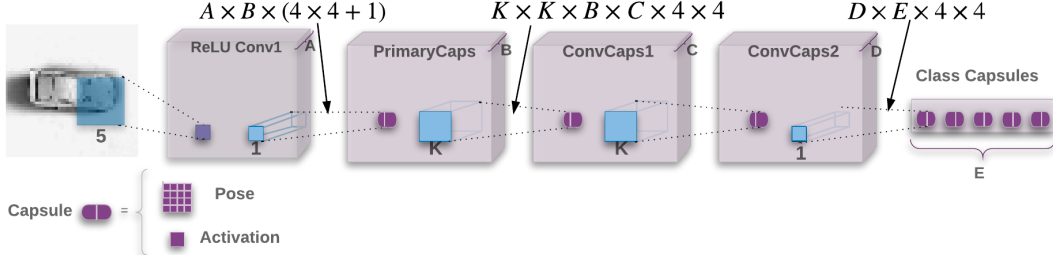 A × B × (4 × 4 + 1)
K × K × B × C × 4 × 4
D × E × 4 × 4
ReLU Conv1
A
PrimaryCaps
B
ConvCaps1
C
ConvCaps2
D
Class Capsules
5
1
K
K
1
E
Capsule
=
Pose
Activation